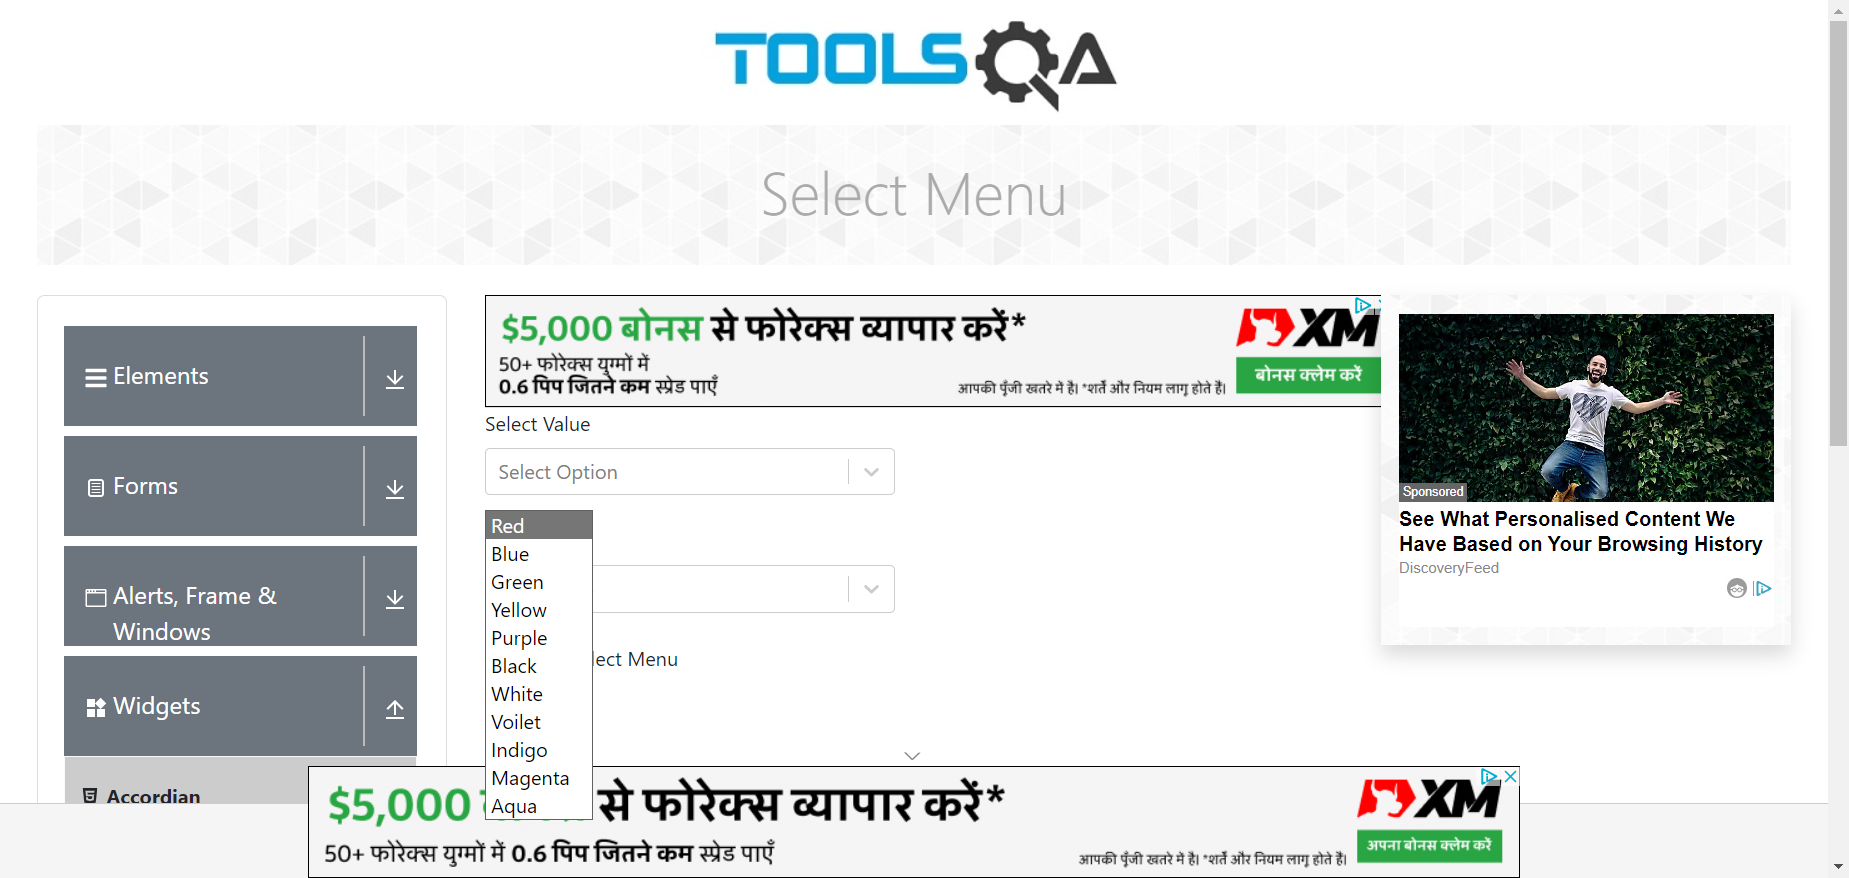 TOOLSQA
Select Menu
Elements
Forms
Alerts, Frame &
Windows
Widgets
Accordian
$5,000 बोनस से फोरेक्स व्यापार करें*
50+ फोरेक्स युग्मों में
0.6 पिप जितने कम स्प्रेड पाएँ
आपकी पूँजी खतरे में है। *शर्तें और नियम लागू होते हैं।
XM
बोनस क्लेम करें
Select Value
Select Option
Red
Blue
Green
Yellow
Purple
Black
White
Voilet
Indigo
Magenta
Aqua
lect Menu
Sponsored
See What Personalised Content We
Have Based on Your Browsing History
DiscoveryFeed
$5,000 से फोरेक्स व्यापार करें*
50+ फोरेक्स युग्मों में 0.6 पिप जितने कम स्प्रेड पाएँ
आपकी पूँजी खतरे में है। *शर्तें और नियम लागू होते हैं।
XM
अपना बोनस क्लेम करें